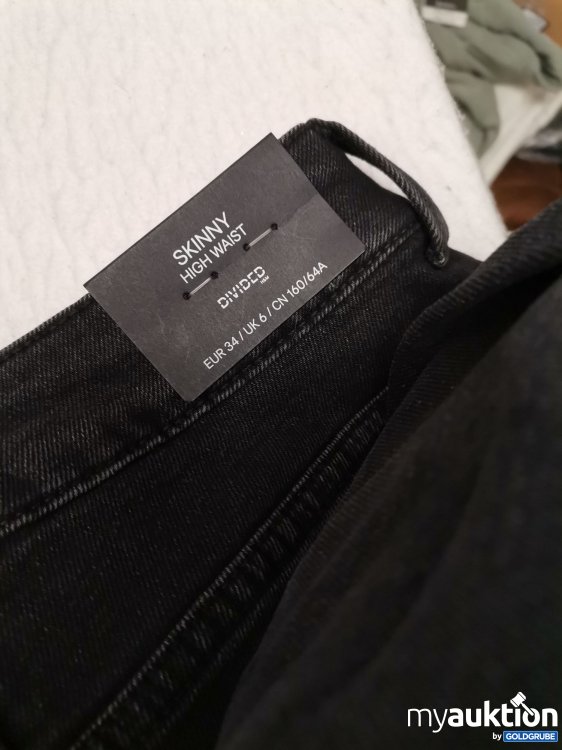 SKINNY
HIGH WAIST
DIVIDED
H&M
EUR 34 / UK 6 / CN 160/64A
myauktion
by GOLDGRUBE